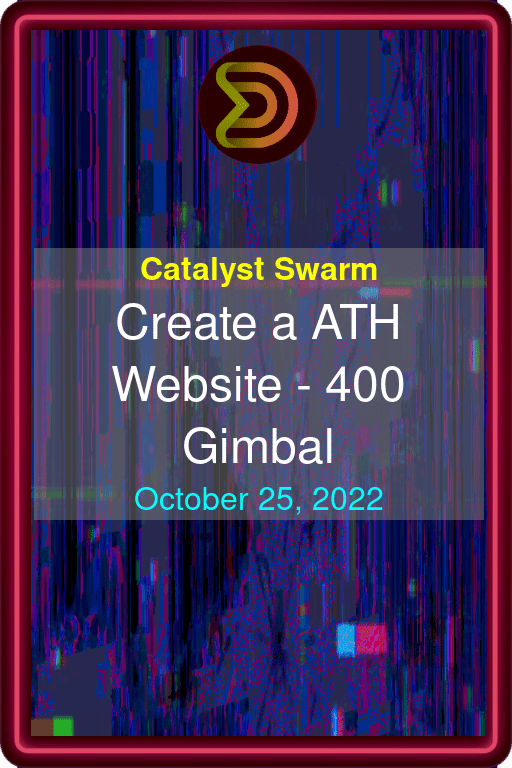 Catalyst Swarm
Create a ATH
Website - 400
Gimbal
October 25, 2022